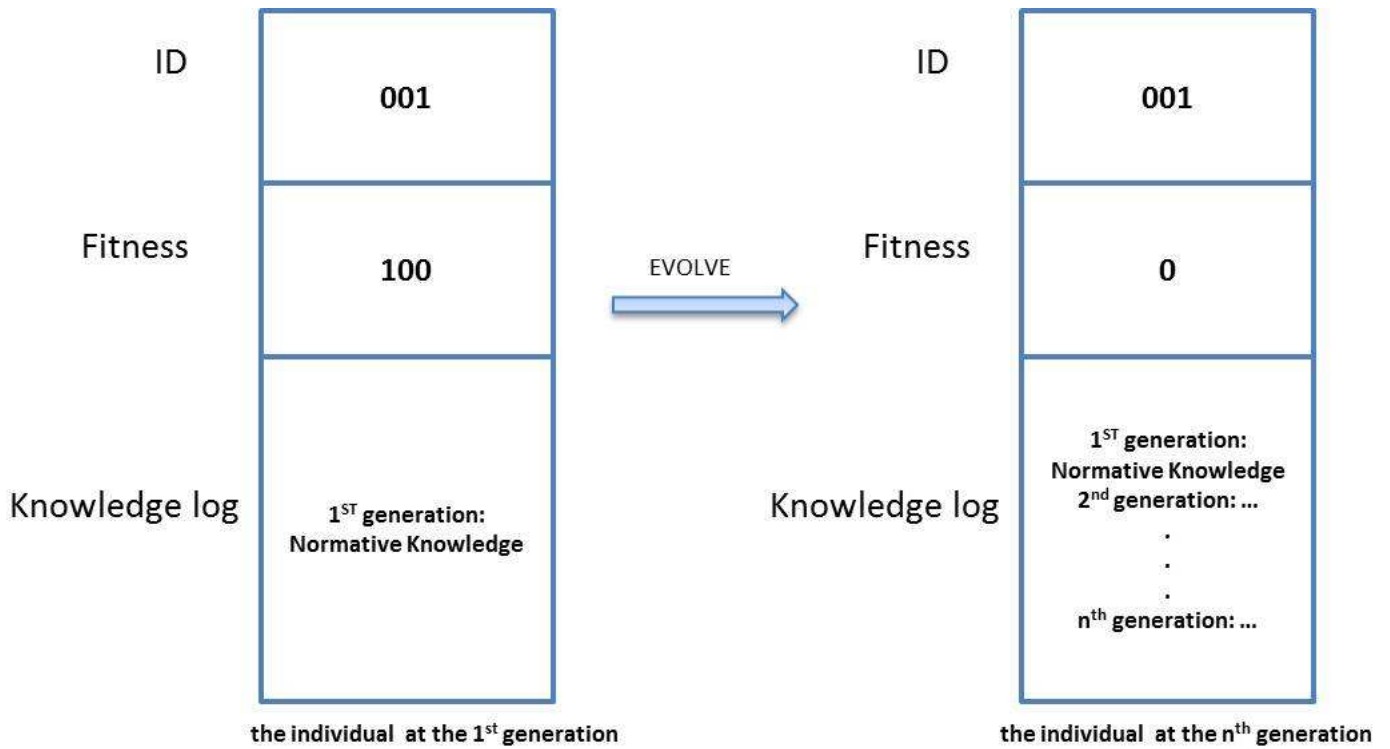 ID
001
Fitness
100
Knowledge log
1ST generation:
Normative Knowledge
the individual at the 1st generation
EVOLVE
ID
001
Fitness
0
Knowledge log
1ST generation:
Normative Knowledge
2nd generation: ...
.
.
.
nth generation: ...
the individual at the nth generation